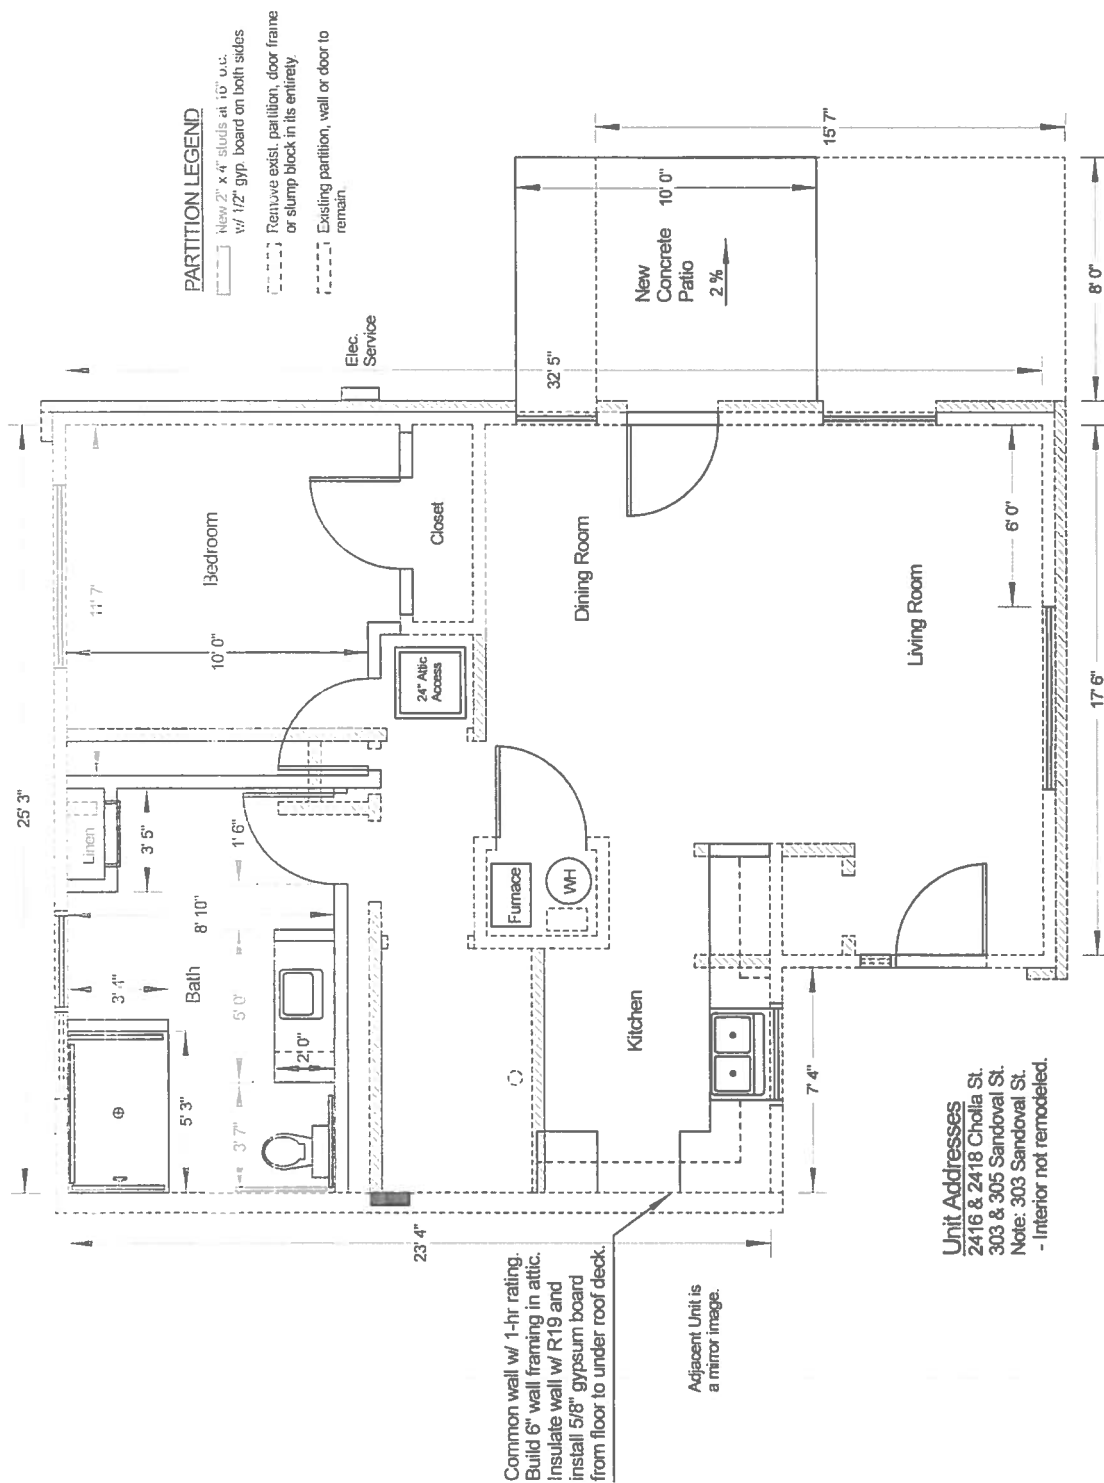 PARTITION LEGEND
New 2" x 4" studs at 16" o.c.
w/ 1/2" gyp. board on both sides
Remove exist. partition, door frame
or slump block in its entirety.
Existing partition, wall or door to
remain.
25' 3"
Elec.
Service
32' 5"
15' 7"
10' 0"
New
Concrete
Patio
2 %
8' 0"
Bedroom
11' 7"
10' 0"
Closet
24" Attic
Access
Linen
3' 5"
1' 6"
8' 10"
3' 4"
Bath
5' 0"
2' 0"
5' 3"
3' 7"
Dining Room
Living Room
6' 0"
17' 6"
Furnace
WH
Kitchen
7' 4"
23' 4"
Common wall w/ 1-hr rating.
Build 6" wall framing in attic.
Insulate wall w/ R19 and
install 5/8" gypsum board
from floor to under roof deck.
Adjacent Unit is
a mirror image.
Unit Addresses
2416 & 2418 Cholla St.
303 & 305 Sandoval St.
Note: 303 Sandoval St.
- Interior not remodeled.